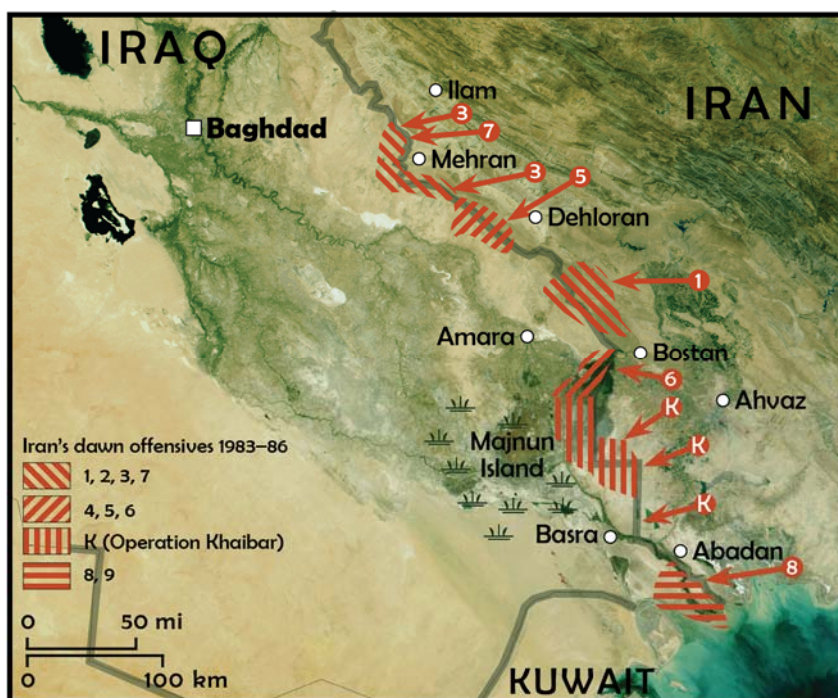 IRAQ
Ilam
IRAN
3
Baghdad
7
Mehran
3
5
Dehloran
1
Amara
Bostan
6
Ahvaz
K
Iran's dawn offensives 1983–86
Majnun
Island
K
1, 2, 3, 7
4, 5, 6
K
K (Operation Khaibar)
Basra
Abadan
8, 9
8
0 50 mi
0 100 km
KUWAIT